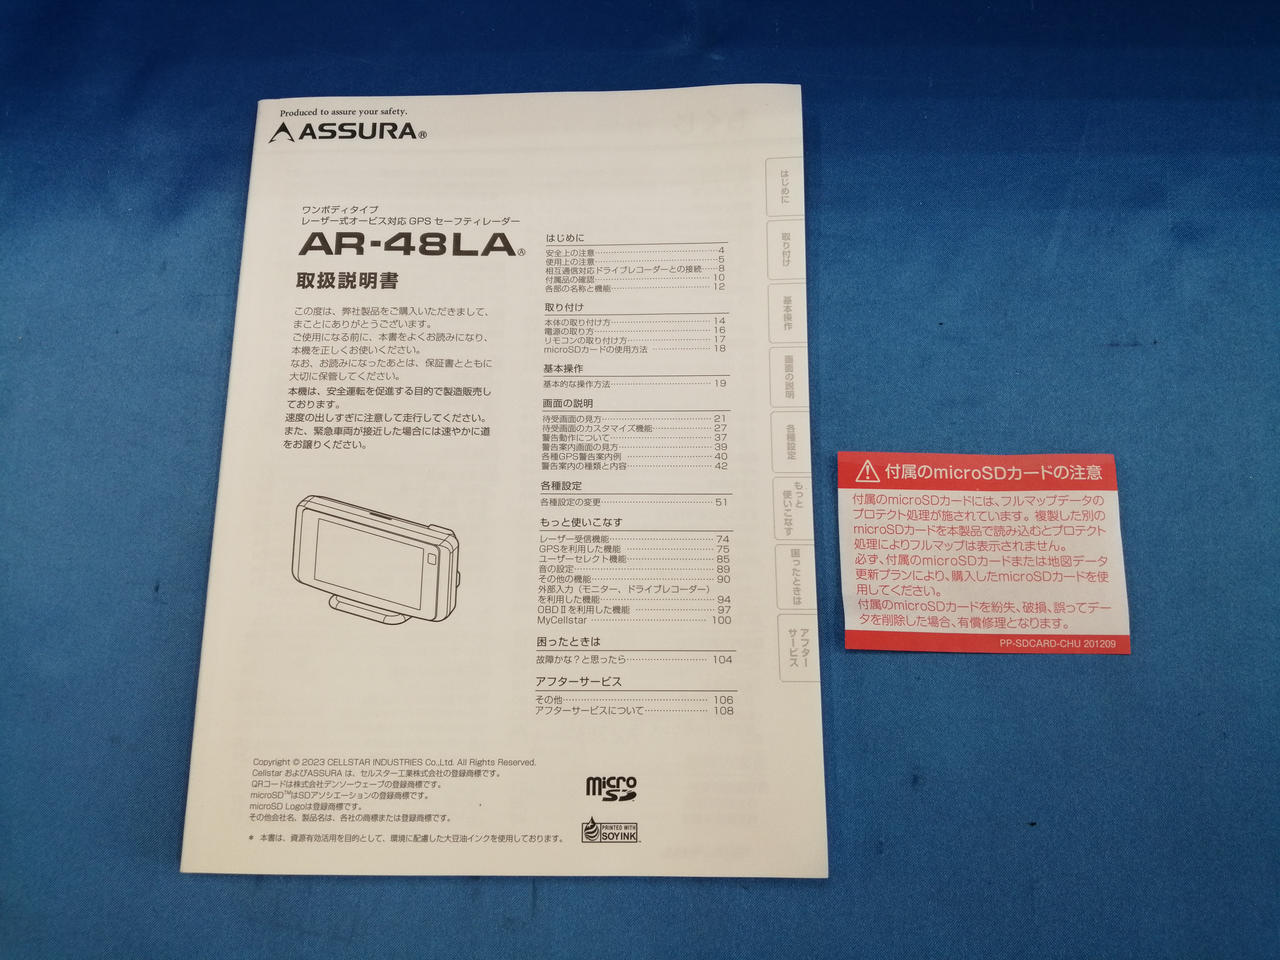 Produced to assure your safety.
ASSURA®
ワンボディタイプ
レーザー式オービス対応 GPS セーフティレーダー
AR-48LA Ⓐ
取扱説明書
この度は、弊社製品をご購入いただきまして、
まことにありがとうございます。
ご使用になる前に、本書をよくお読みになり、
本機を正しくお使いください。
なお、お読みになったあとは、保証書とともに
大切に保管してください。
本機は、安全運転を促進する目的で製造販売し
ております。
速度の出しすぎに注意して走行してください。
また、緊急車両が接近した場合には速やかに道
をお譲りください。
はじめに
安全上の注意……4
使用上の注意……5
相互通信対応ドライブレコーダーとの接続……8
付属品の確認……10
各部の名称と機能……12
取り付け
本体の取り付け方……14
電源の取り方……16
リモコンの取り付け方……17
microSDカードの使用方法……18
基本操作
基本的な操作方法……19
画面の説明
待受画面の見方……21
待受画面のカスタマイズ機能……27
警告動作について……37
警告案内画面の見方……39
各種GPS警告案内例……40
警告案内の種類と内容……42
各種設定
各種設定の変更……51
もっと使いこなす
レーザー受信機能……74
GPSを利用した機能……75
ユーザーセレクト機能……85
音の設定……89
その他の機能……90
外部入力（モニター、ドライブレコーダー）
を利用した機能……94
OBDⅡを利用した機能……97
MyCellstar……100
困ったときは
故障かな？と思ったら……104
アフターサービス
その他……106
アフターサービスについて……108
はじめに
取り付け
基本操作
画面の説明
各種設定
もっと
使いこなす
困ったときは
アフター
サービス
Copyright © 2023 CELLSTAR INDUSTRIES Co.,Ltd. All Rights Reserved.
Cellstar およびASSURA は、セルスター工業株式会社の登録商標です。
QRコードは株式会社デンソーウェーブの登録商標です。
microSD™はSDアソシエーションの登録商標です。
microSD Logoは登録商標です。
その他会社名、製品名は、各社の商標または登録商標です。
＊ 本書は、資源有効活用を目的として、環境に配慮した大豆油インクを使用しております。
micro
SD
PRINTED WITH
SOY INK™
⚠ 付属のmicroSDカードの注意
付属のmicroSDカードには、フルマップデータの
プロテクト処理が施されています。複製した別の
microSDカードを本製品で読み込むとプロテクト
処理によりフルマップは表示されません。
必ず、付属のmicroSDカードまたは地図データ
更新プランにより、購入したmicroSDカードを使
用してください。
付属のmicroSDカードを紛失、破損、誤ってデー
タを削除した場合、有償修理となります。
PP-SDCARD-CHU 201209